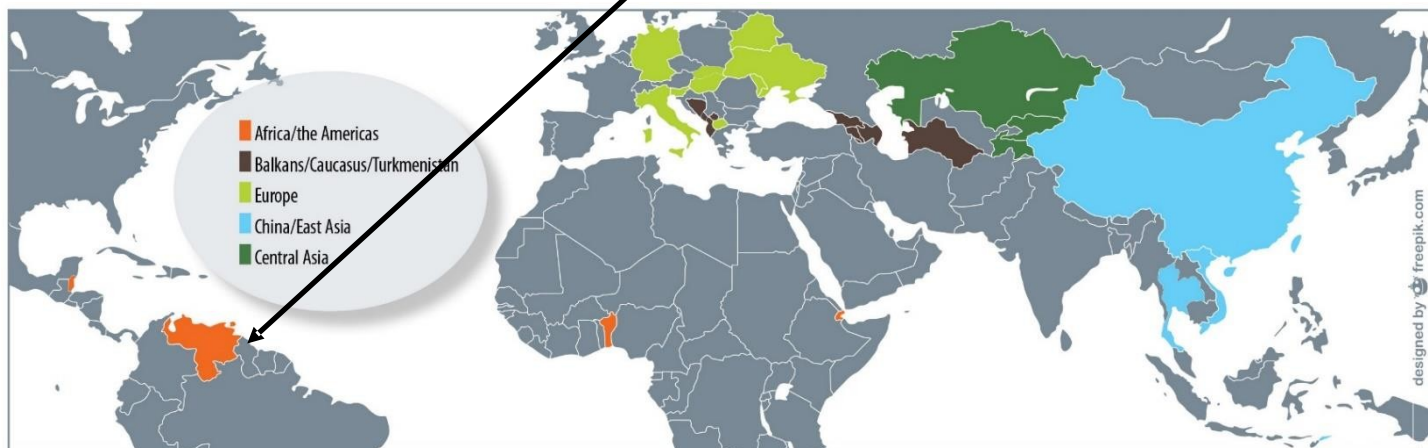 Africa/the Americas
Balkans/Caucasus/Turkmenistan
Europe
China/East Asia
Central Asia
designed by freepik.com